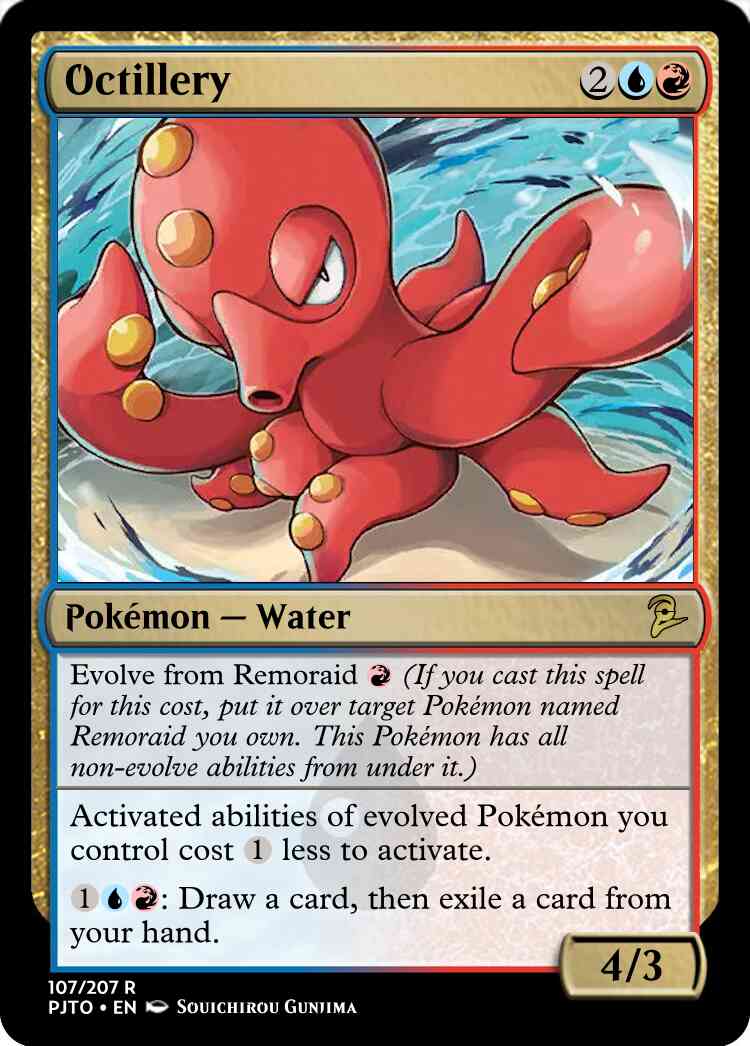 Octillery 2
Pokémon — Water
Evolve from Remoraid (If you cast this spell
for this cost, put it over target Pokémon named
Remoraid you own. This Pokémon has all
non-evolve abilities from under it.)
Activated abilities of evolved Pokémon you
control cost 1 less to activate.
1: Draw a card, then exile a card from
your hand.
4/3
107/207 R
PJTO • EN Souichirou Gunjima